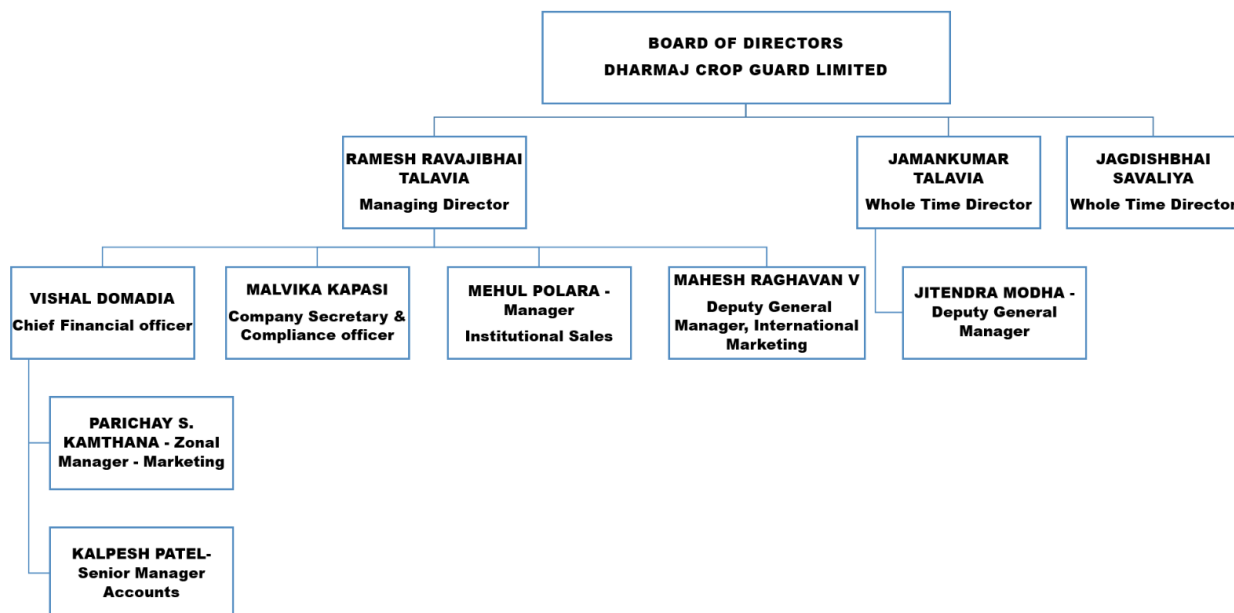 BOARD OF DIRECTORS
DHARMAJ CROP GUARD LIMITED
RAMESH RAVAJIBHAI
TALAVIA
Managing Director
JAMANKUMAR
TALAVIA
Whole Time Director
JAGDISHBHAI
SAVALIYA
Whole Time Director
VISHAL DOMADIA
Chief Financial officer
MALVIKA KAPASI
Company Secretary &
Compliance officer
MEHUL POLARA -
Manager
Institutional Sales
MAHESH RAGHAVAN V
Deputy General
Manager, International
Marketing
JITENDRA MODHA -
Deputy General
Manager
PARICHAY S.
KAMTHANA - Zonal
Manager - Marketing
KALPESH PATEL-
Senior Manager
Accounts